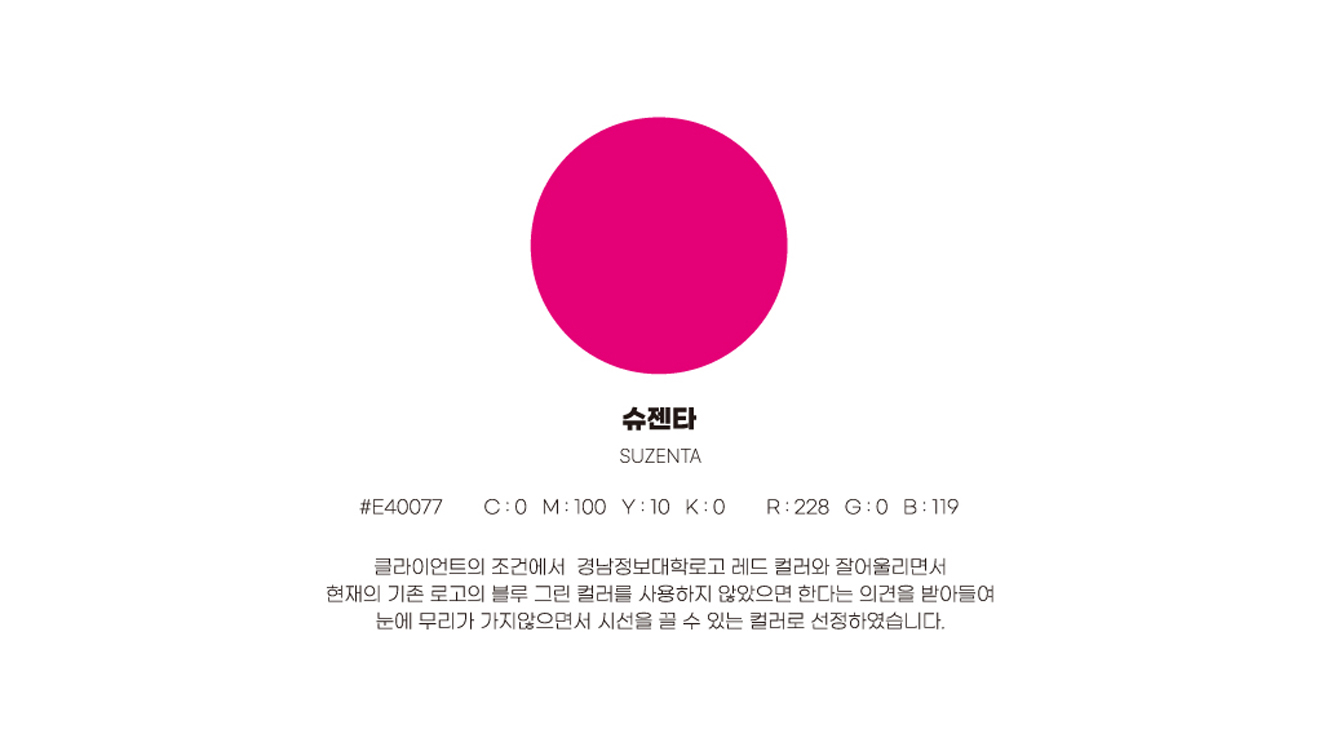 슈젠타
SUZENTA
#E40077 C:0 M:100 Y:10 K:0 R:228 G:0 B:119
클라이언트의 조건에서 경남정보대학로고 레드 컬러와 잘어울리면서
현재의 기존 로고의 블루 그린 컬러를 사용하지 않았으면 한다는 의견을 받아들여
눈에 무리가 가지않으면서 시선을 끌 수 있는 컬러로 선정하였습니다.